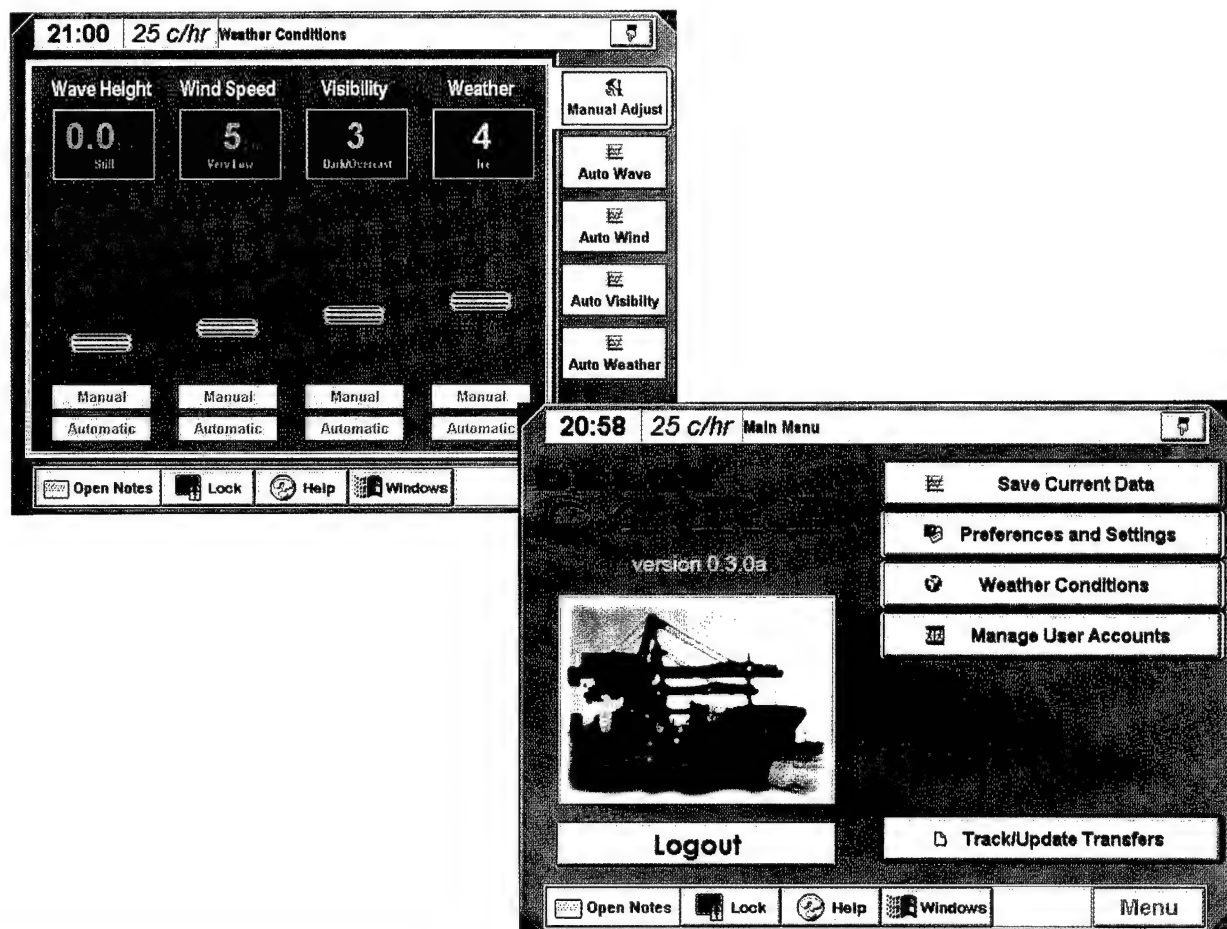 21:00 25 c/hr Weather Conditions
Wave Height Wind Speed Visibility Weather
0.0 5 3 4
Still Very Low Dark/Overcast Ice
Manual Adjust
Auto Wave
Auto Wind
Auto Visibilty
Auto Weather
Manual Manual Manual Manual
Automatic Automatic Automatic Automatic
Open Notes Lock Help Windows
20:58 25 c/hr Main Menu
Save Current Data
Preferences and Settings
version 0.3.0a
Weather Conditions
Manage User Accounts
Logout
Track/Update Transfers
Open Notes Lock Help Windows Menu